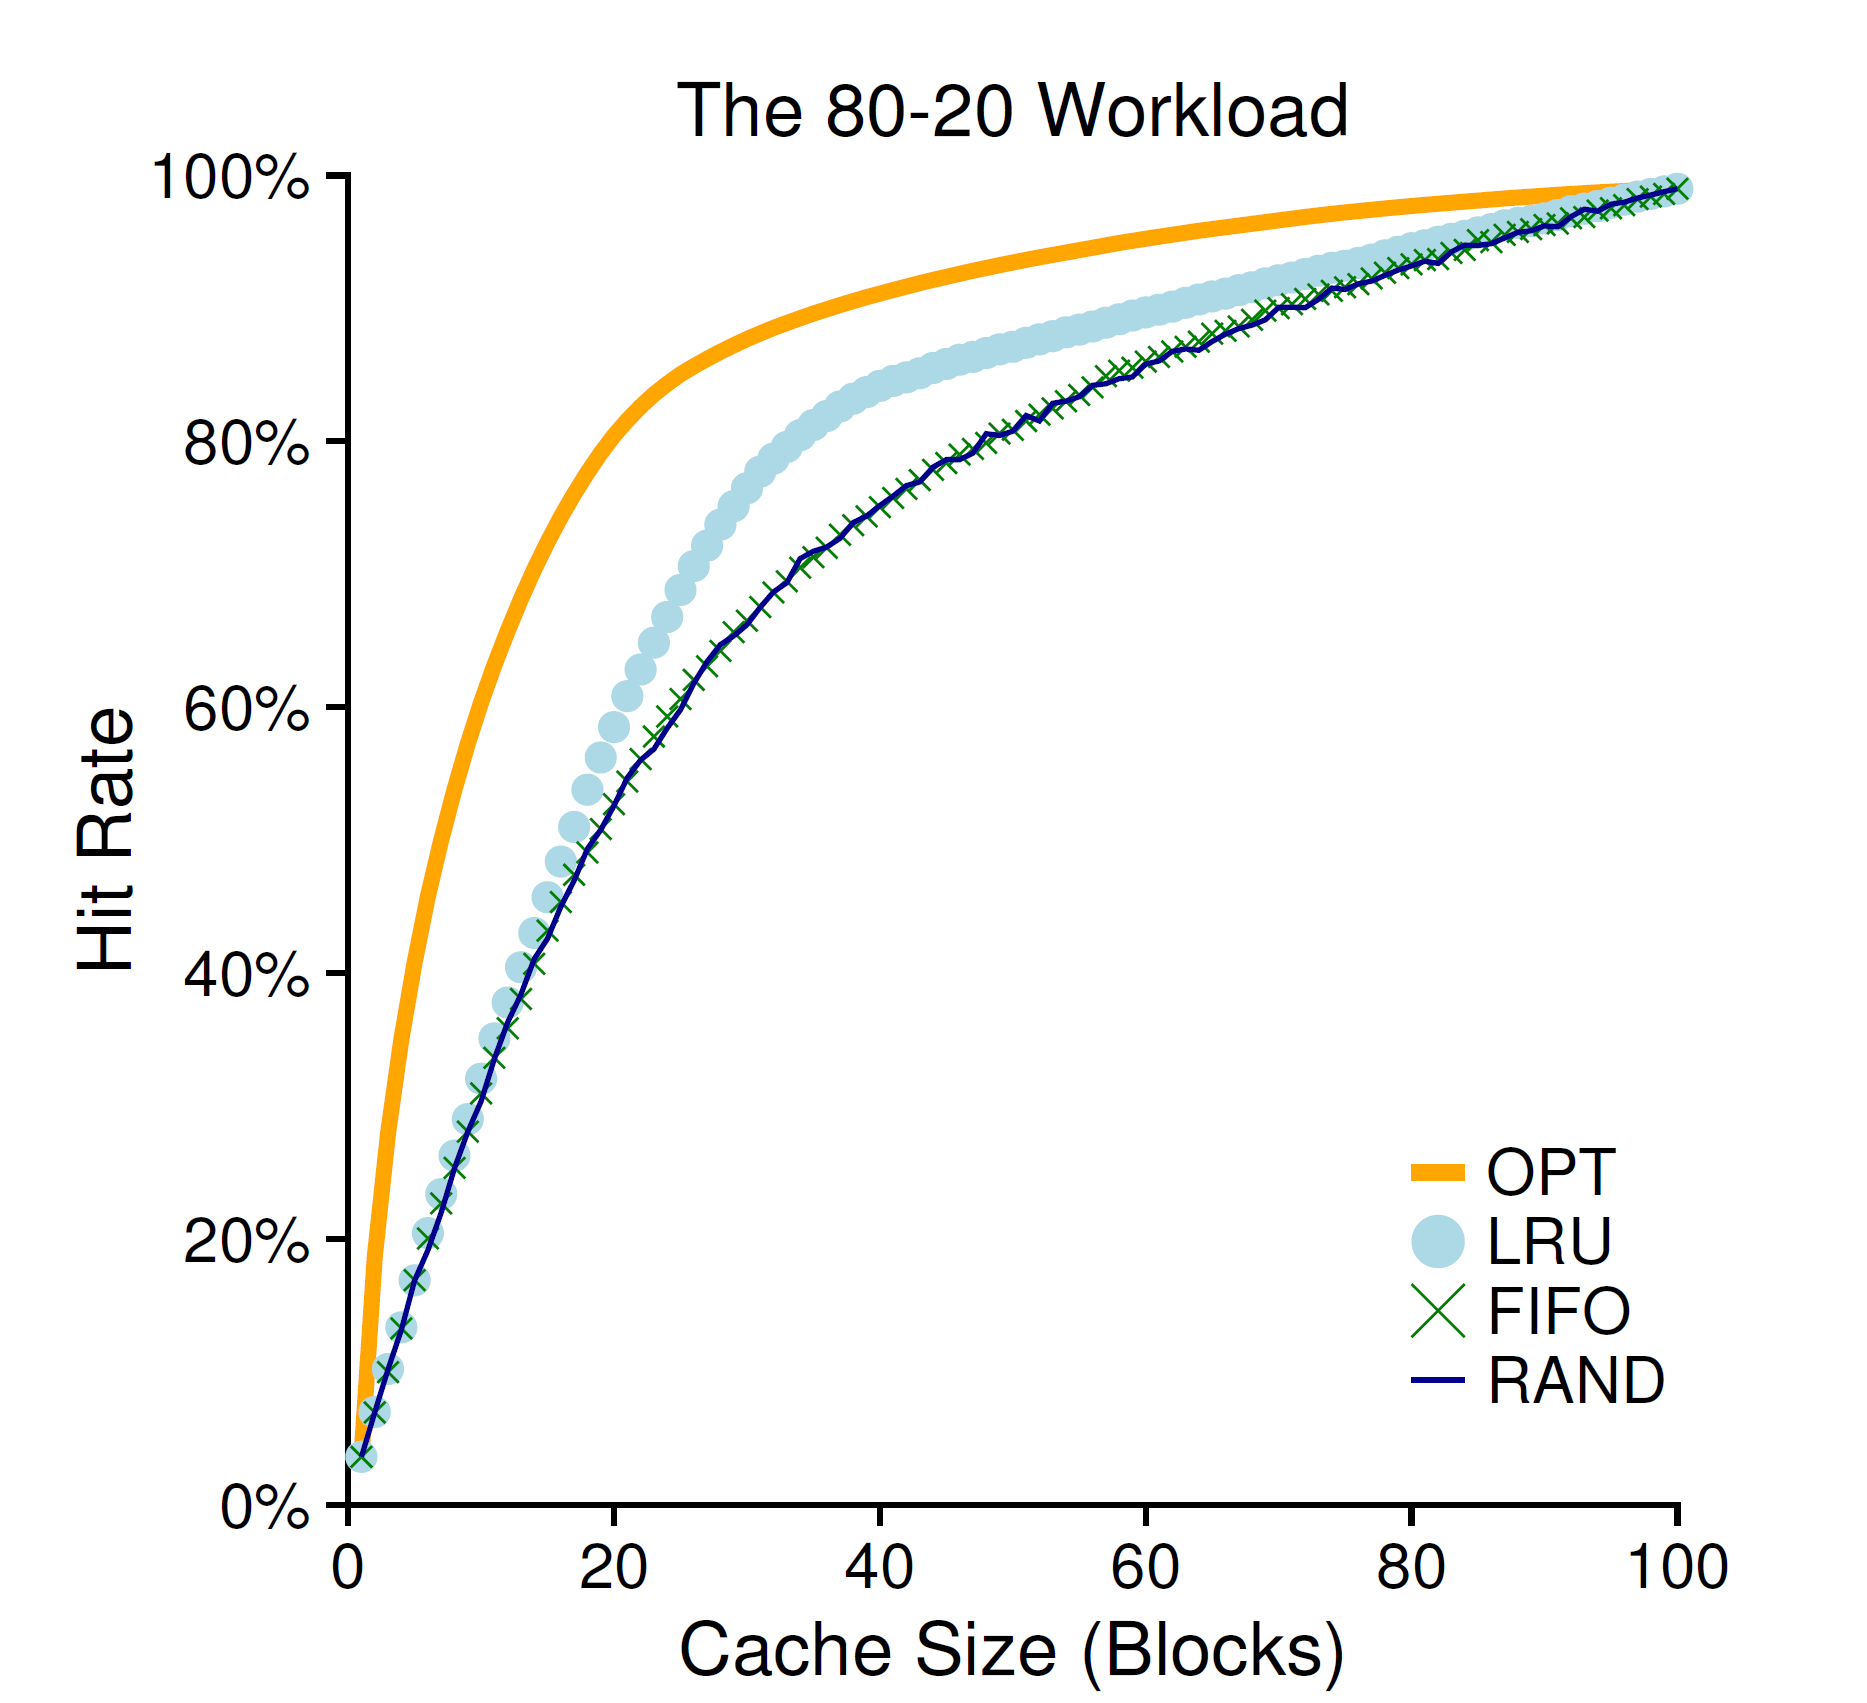 The 80-20 Workload
100%
80%
60%
40%
20%
0%
Hit Rate
0 20 40 60 80 100
Cache Size (Blocks)
OPT
LRU
FIFO
RAND